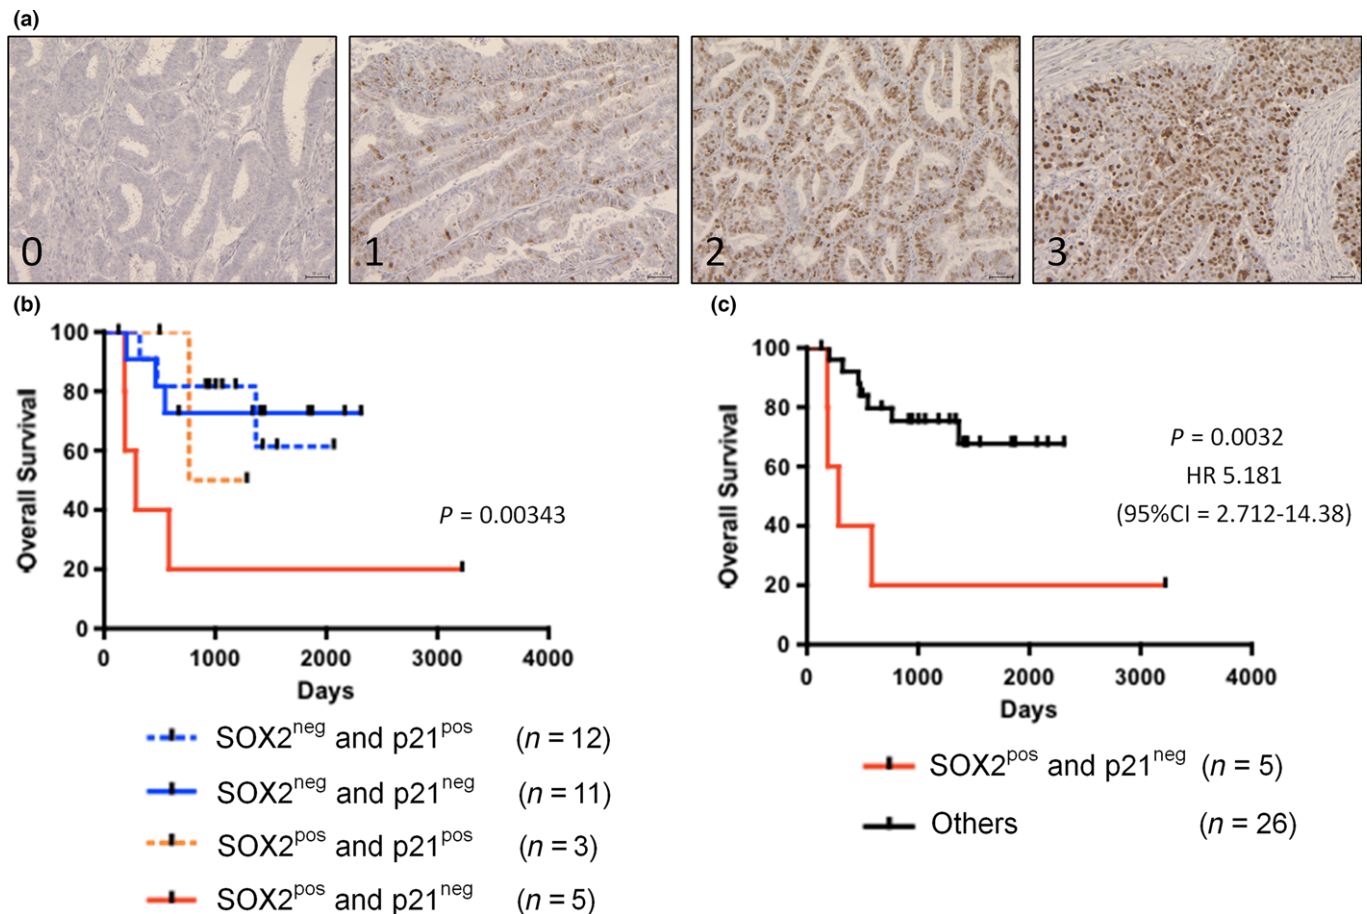 (a)
0
1
2
3
(b)
100
80
60
40
20
0
Overall Survival
P = 0.00343
0 1000 2000 3000 4000
Days
SOX2neg and p21pos (n = 12)
SOX2neg and p21neg (n = 11)
SOX2pos and p21pos (n = 3)
SOX2pos and p21neg (n = 5)
(c)
100
80
60
40
20
0
Overall Survival
P = 0.0032
HR 5.181
(95%CI = 2.712-14.38)
0 1000 2000 3000 4000
Days
SOX2pos and p21neg (n = 5)
Others (n = 26)